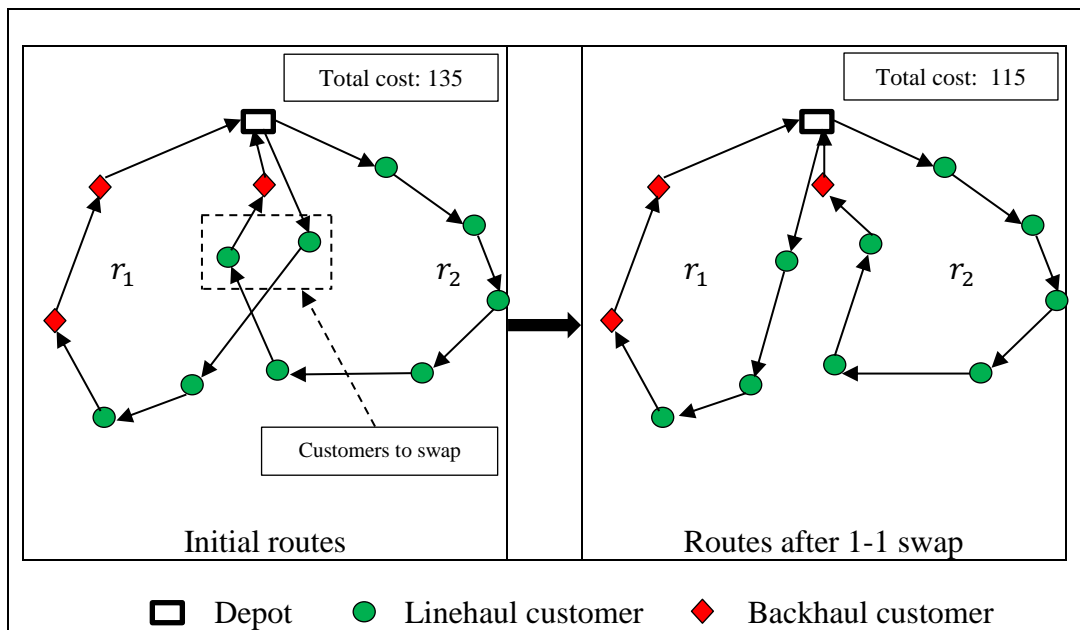 Total cost: 135
r₁
r₂
Customers to swap
Initial routes
Total cost: 115
r₁
r₂
Routes after 1-1 swap
Depot
Linehaul customer
Backhaul customer